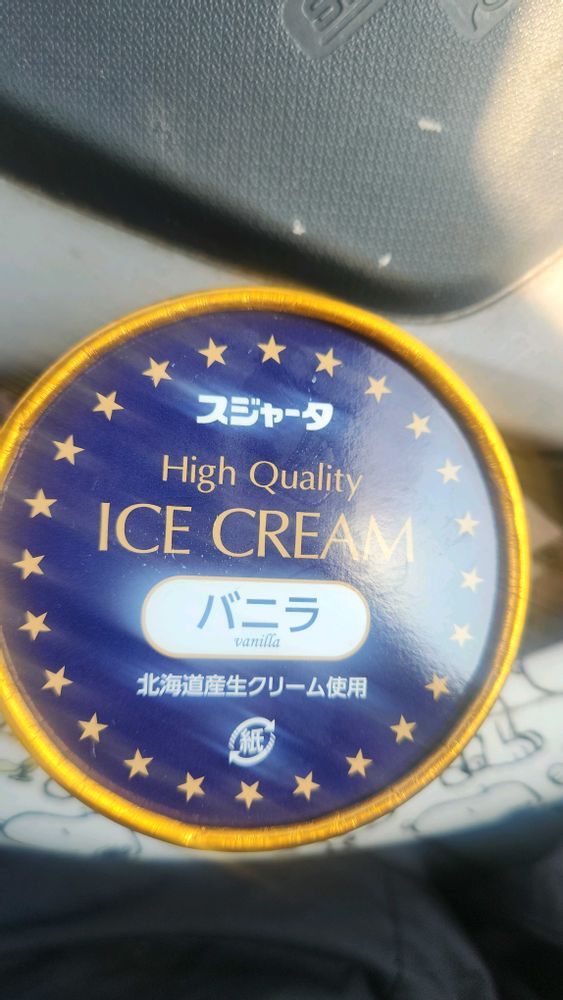 スジャータ
High Quality
ICE CREAM
バニラ
vanilla
北海道産生クリーム使用
紙